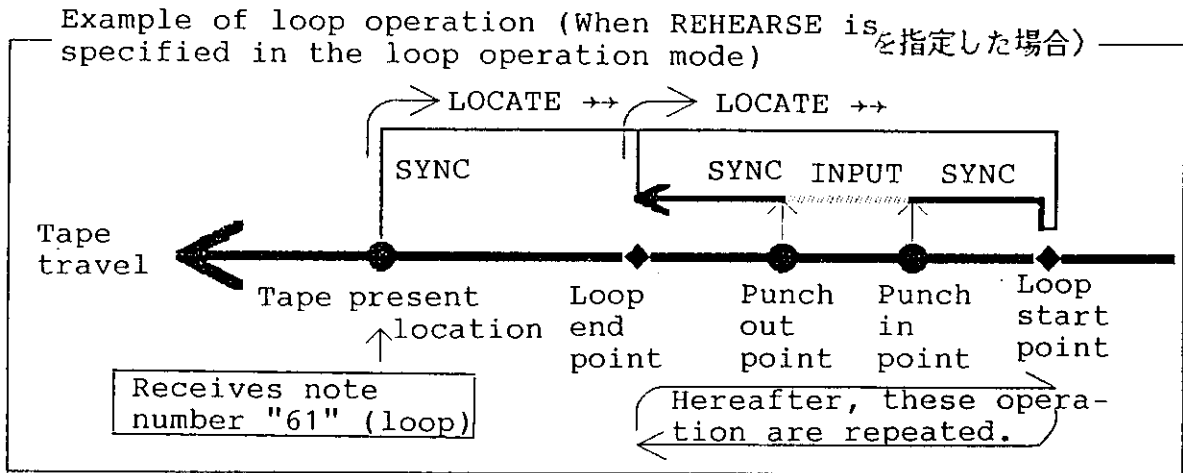 Example of loop operation (When REHEARSE is
specified in the loop operation mode)
を指定した場合）
LOCATE →→
LOCATE →→
SYNC
SYNC
INPUT
SYNC
Tape
travel
Tape present
location
Loop
end
point
Punch
out
point
Punch
in
point
Loop
start
point
Receives note
number "61" (loop)
Hereafter, these opera-
tion are repeated.